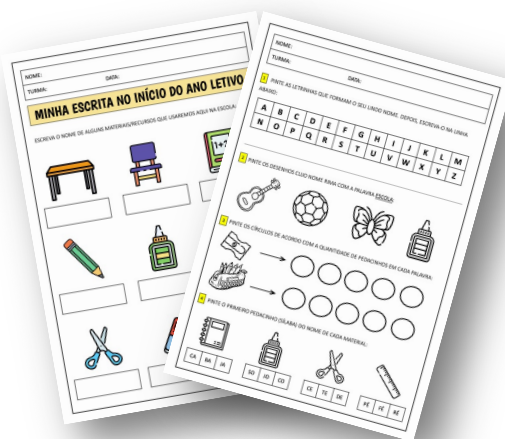 NOME:
TURMA: DATA:
MINHA ESCRITA NO INÍCIO DO ANO LETIVO
ESCREVA O NOME DE ALGUNS MATERIAIS/RECURSOS QUE USAREMOS AQUI NA ESCOLA:
1+2
NOME:
TURMA: DATA:
1 PINTE AS LETRINHAS QUE FORMAM O SEU LINDO NOME. DEPOIS, ESCREVA-O NA LINHA
ABAIXO:
A B C D E F G H I J K L M
N O P Q R S T U V W X Y Z
2 PINTE OS DESENHOS CUJO NOME RIMA COM A PALAVRA ESCOLA:
3 PINTE OS CÍRCULOS DE ACORDO COM A QUANTIDADE DE PEDACINHOS EM CADA PALAVRA:
4 PINTE O PRIMEIRO PEDACINHO (SÍLABA) DO NOME DE CADA MATERIAL:
CA BA JA
SO JO CO
CE TE DE
PÉ FÉ RÉ